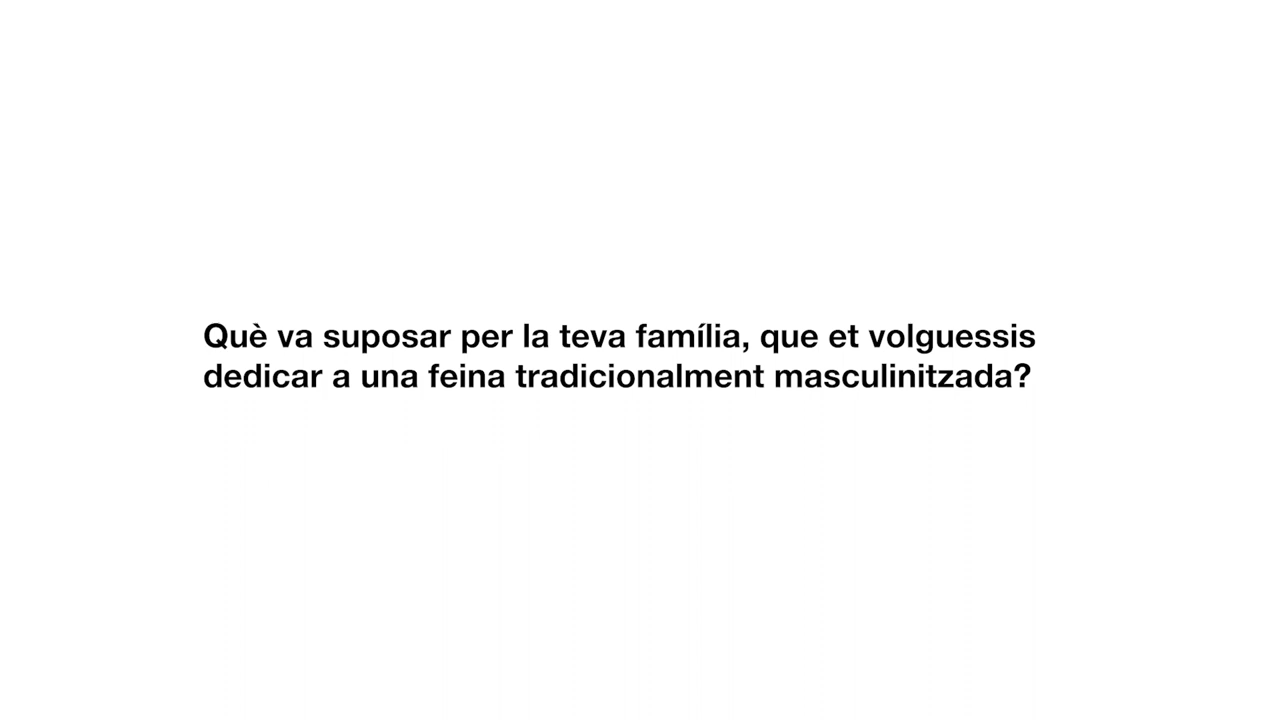 Què va suposar per la teva família, que et volguessis
dedicar a una feina tradicionalment masculinitzada?